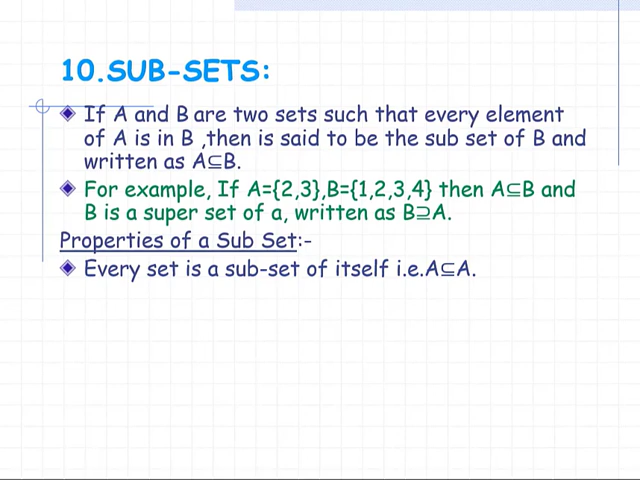 10.SUB-SETS:
If A and B are two sets such that every element
of A is in B ,then is said to be the sub set of B and
written as A⊆B.
For example, If A={2,3},B={1,2,3,4} then A⊆B and
B is a super set of a, written as B⊇A.
Properties of a Sub Set:-
Every set is a sub-set of itself i.e.A⊆A.